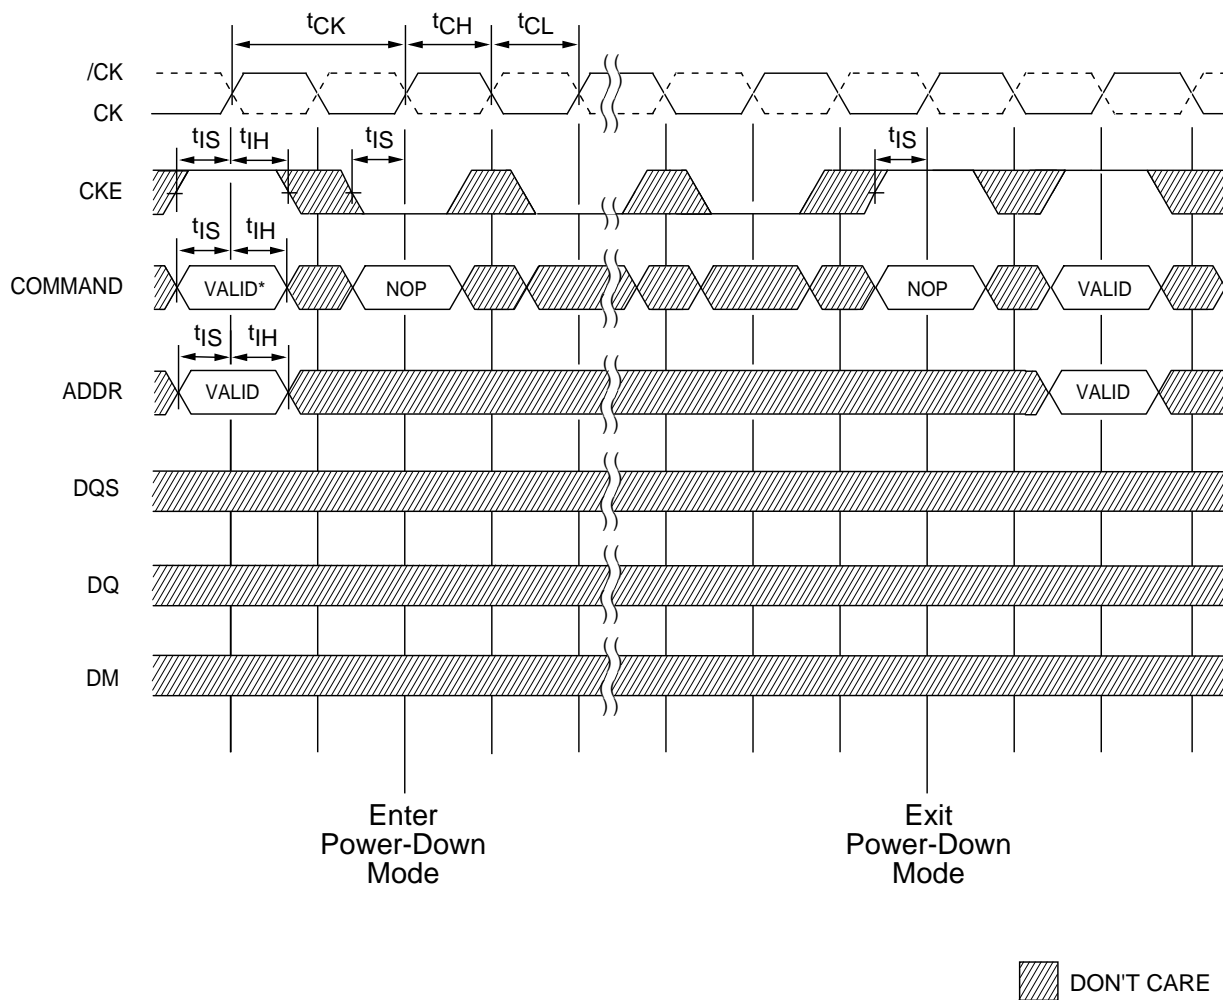 tCK tCH tCL
/CK
CK
tIS tIH tIS tIS
CKE
tIS tIH
COMMAND VALID* NOP NOP VALID
tIS tIH
ADDR VALID VALID
DQS
DQ
DM
Enter
Power-Down
Mode
Exit
Power-Down
Mode
DON'T CARE